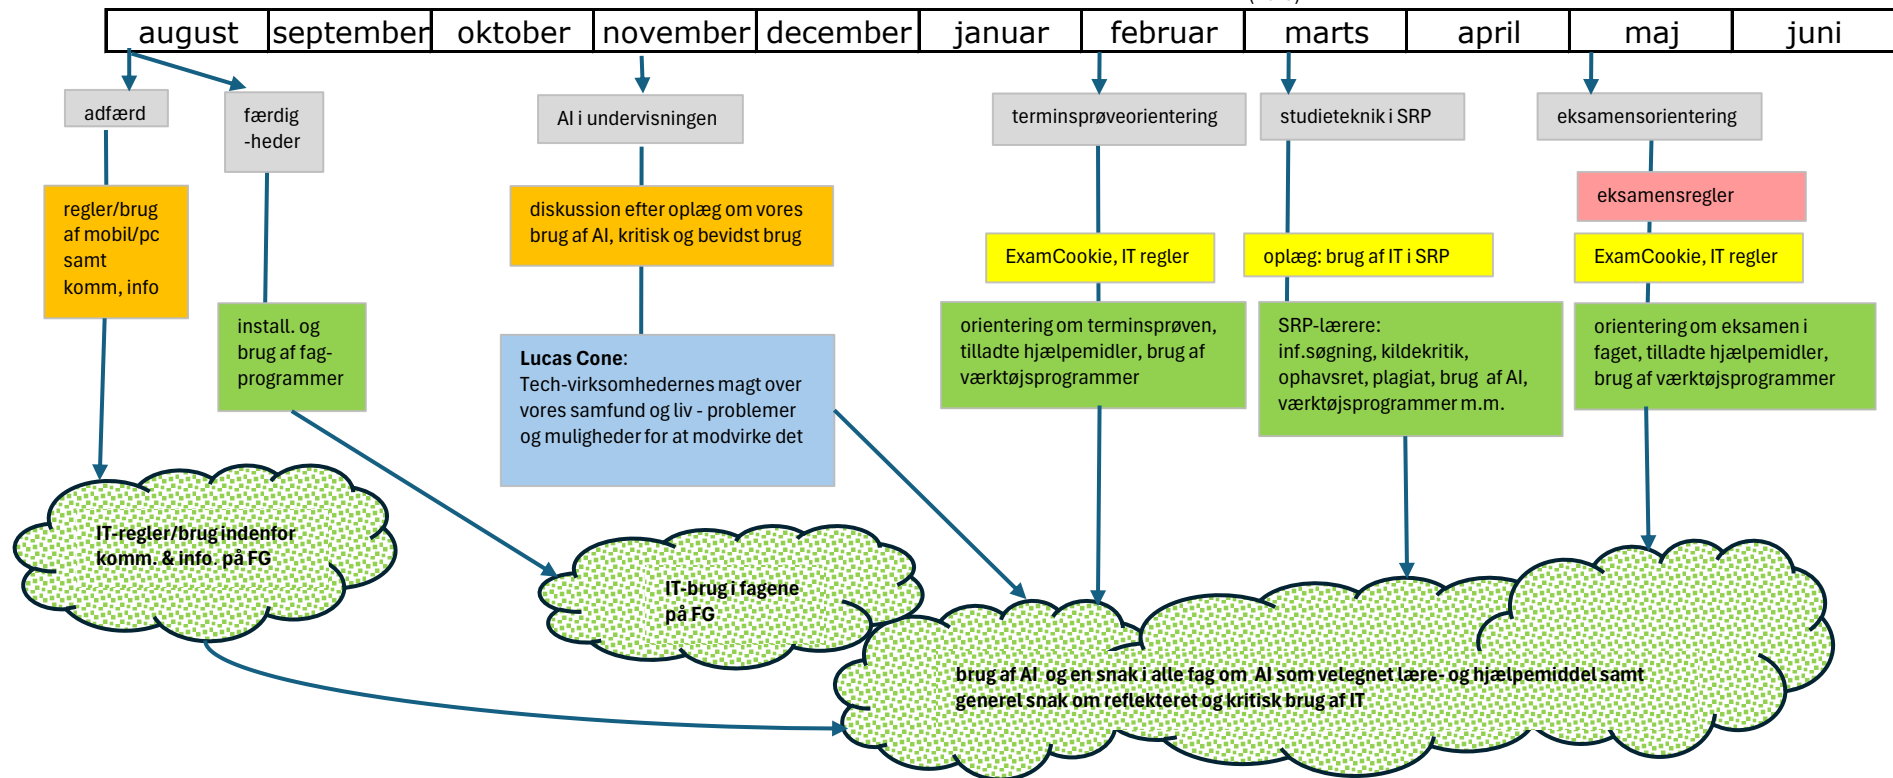 august september oktober november december januar februar marts april maj juni
adfærd
færdig
-heder
AI i undervisningen
terminsprøveorientering
studieteknik i SRP
eksamensorientering
regler/brug
af mobil/pc
samt
komm, info
diskussion efter oplæg om vores
brug af AI, kritisk og bevidst brug
eksamensregler
ExamCookie, IT regler
oplæg: brug af IT i SRP
ExamCookie, IT regler
install. og
brug af fag-
programmer
Lucas Cone:
Tech-virksomhedernes magt over
vores samfund og liv - problemer
og muligheder for at modvirke det
orientering om terminsprøven,
tilladte hjælpemidler, brug af
værktøjsprogrammer
SRP-lærere:
inf.søgning, kildekritik,
ophavsret, plagiat, brug af AI,
værktøjsprogrammer m.m.
orientering om eksamen i
faget, tilladte hjælpemidler,
brug af værktøjsprogrammer
IT-regler/brug indenfor
komm. & info. på FG
IT-brug i fagene
på FG
brug af AI og en snak i alle fag om AI som velegnet lære- og hjælpemiddel samt
generel snak om reflekteret og kritisk brug af IT